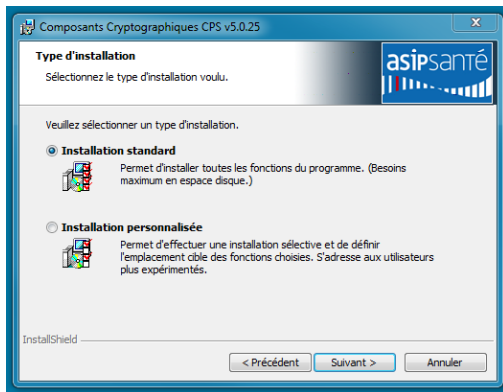 Composants Cryptographiques CPS v5.0.25
Type d'installation
Sélectionnez le type d'installation voulu.
asipsanté
Veuillez sélectionner un type d'installation.
Installation standard
Permet d'installer toutes les fonctions du programme. (Besoins
maximum en espace disque.)
Installation personnalisée
Permet d'effectuer une installation sélective et de définir
l'emplacement cible des fonctions choisies. S'adresse aux utilisateurs
plus expérimentés.
InstallShield
< Précédent Suivant > Annuler